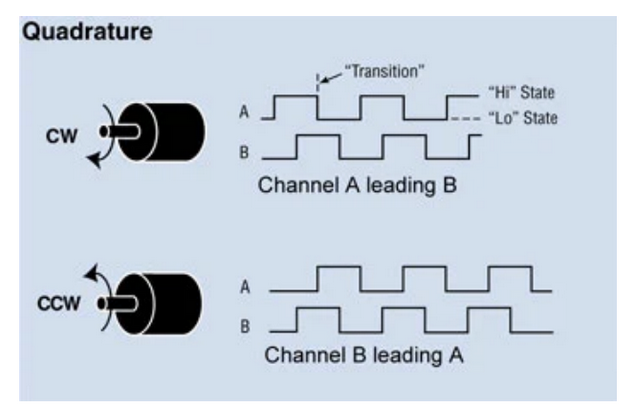 Quadrature
"Transition"
A
"Hi" State
"Lo" State
CW
B
Channel A leading B
A
CCW
B
Channel B leading A